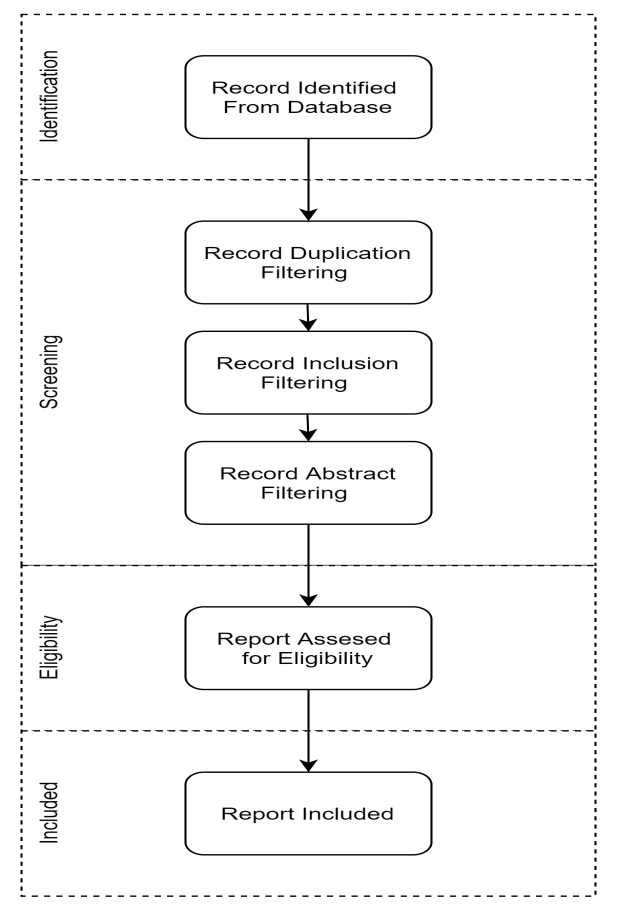 Identification
Record Identified
From Database
Screening
Record Duplication
Filtering
Record Inclusion
Filtering
Record Abstract
Filtering
Eligibility
Report Assesed
for Eligibility
Included
Report Included